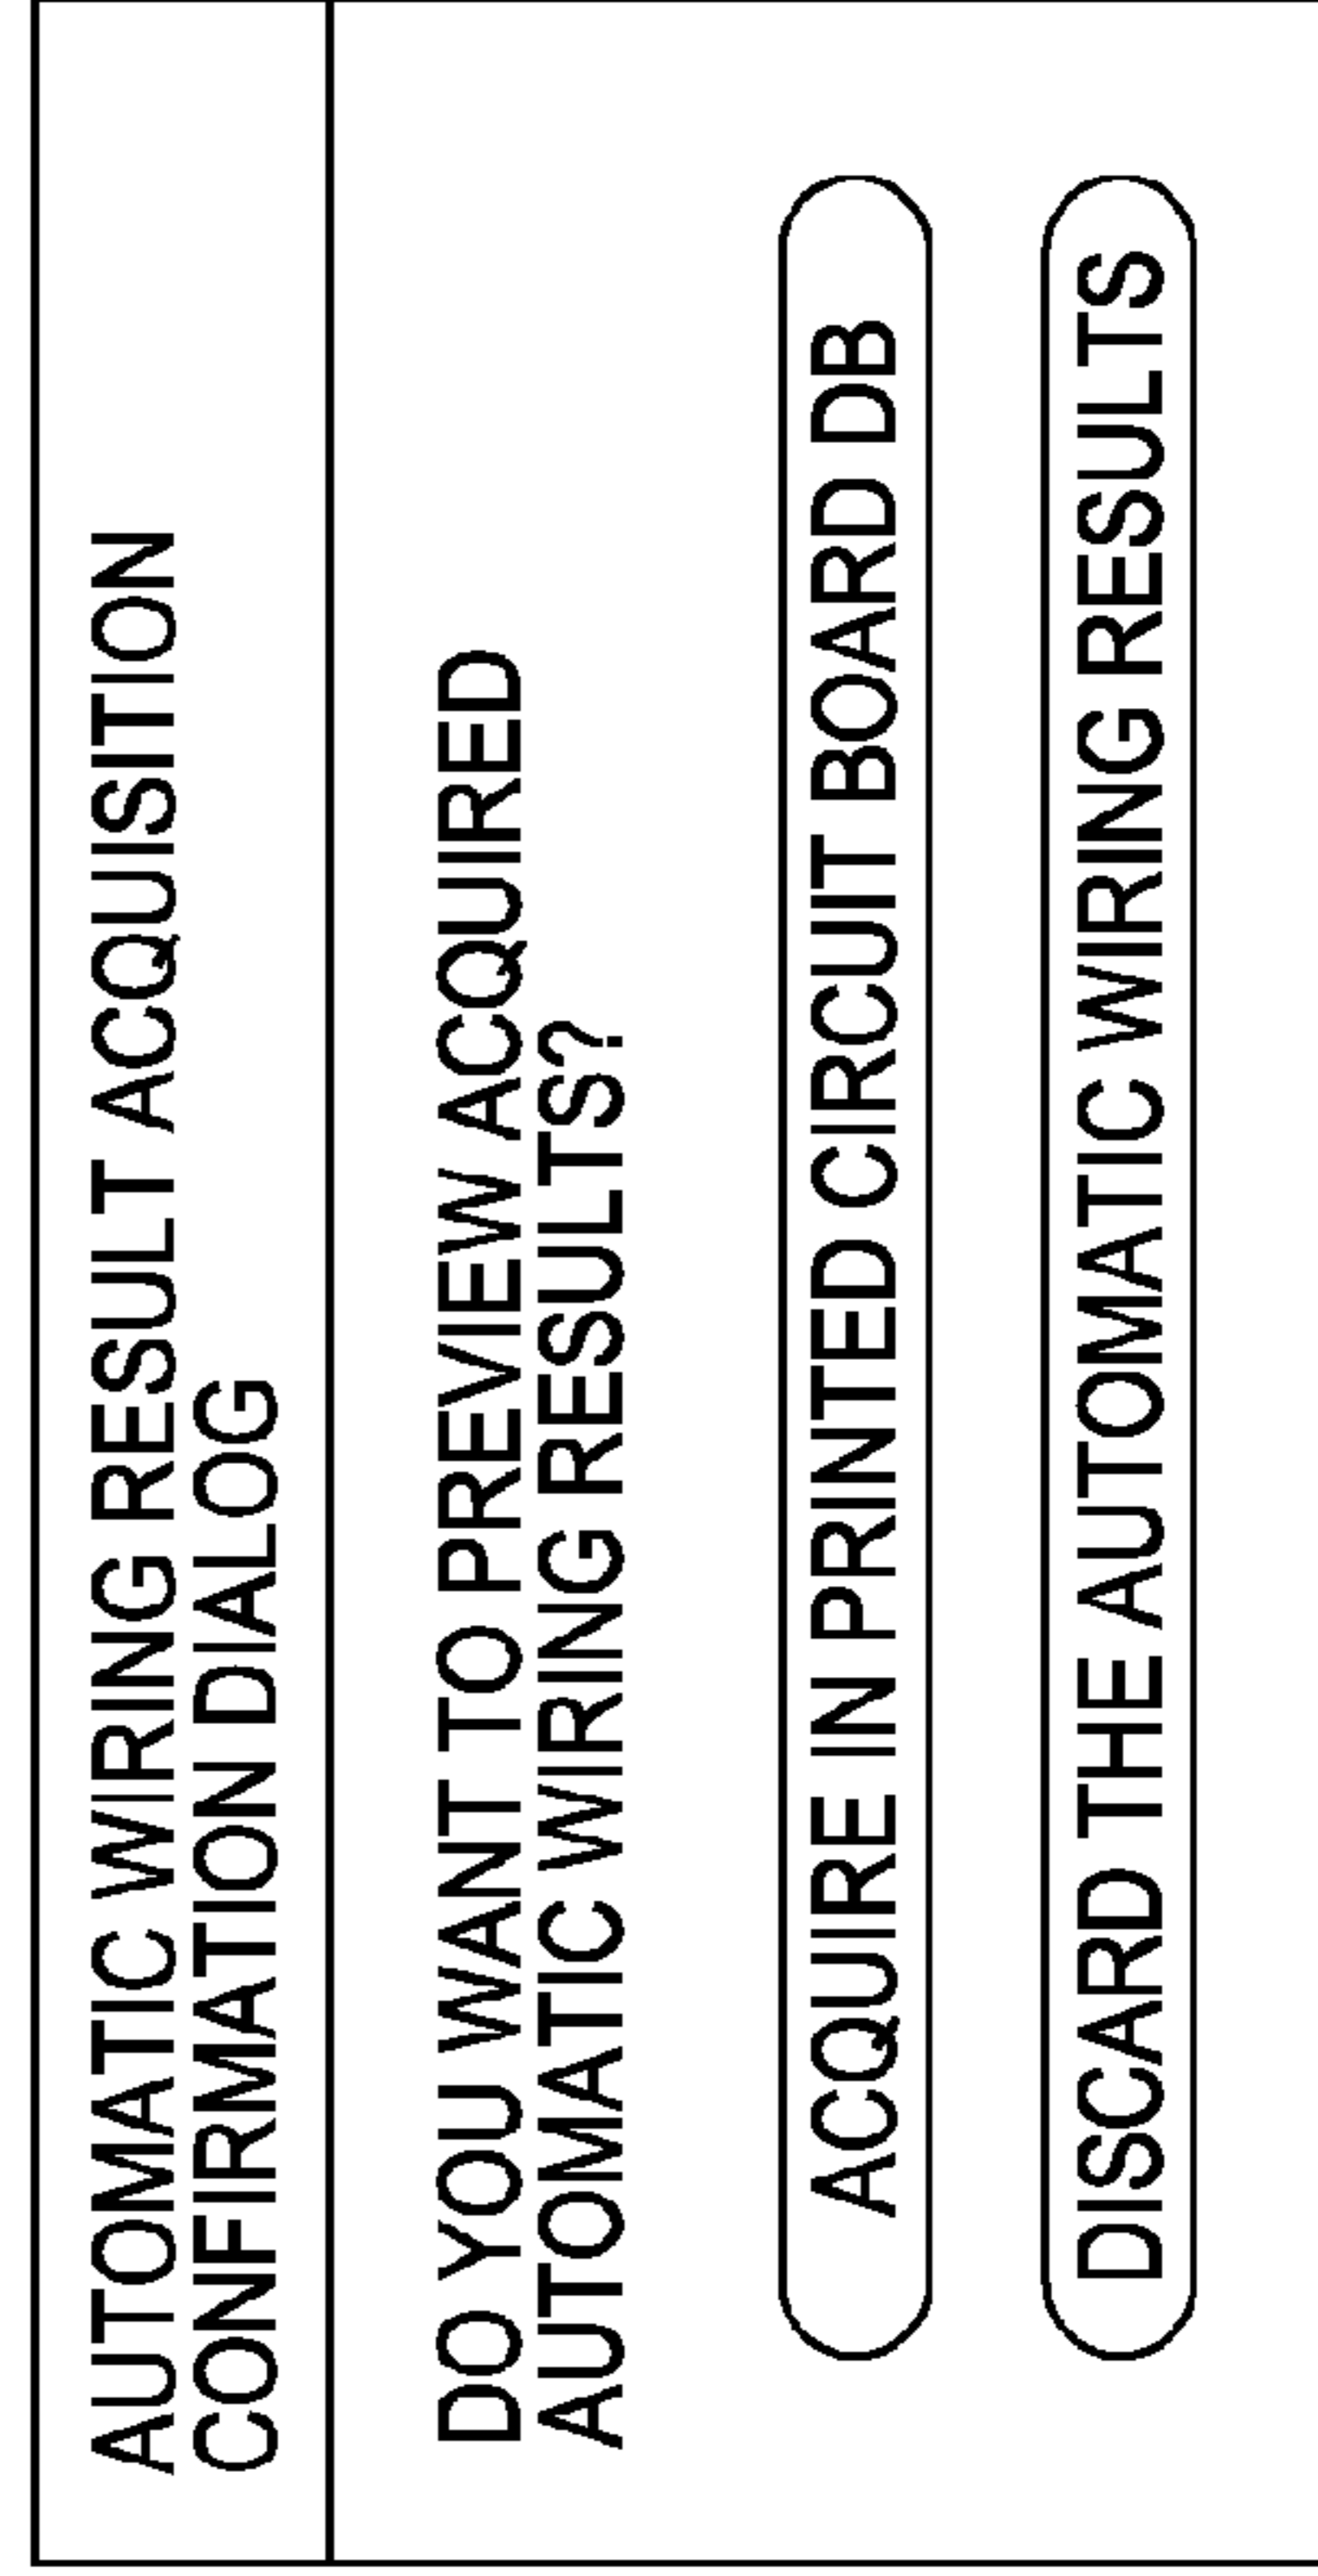 AUTOMATIC WIRING RESULT ACQUISITION
CONFIRMATION DIALOG
DO YOU WANT TO PREVIEW ACQUIRED
AUTOMATIC WIRING RESULTS?
ACQUIRE IN PRINTED CIRCUIT BOARD DB
DISCARD THE AUTOMATIC WIRING RESULTS